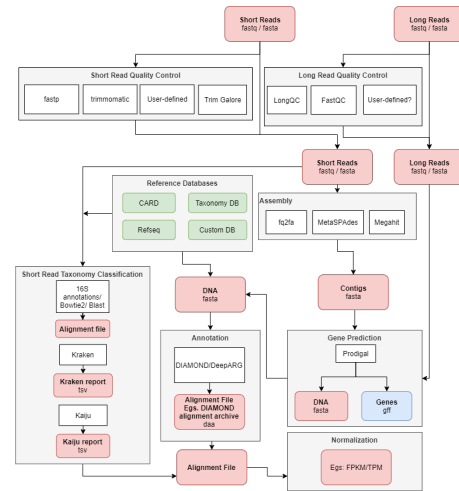 Short Reads
fastq / fasta
Long Reads
fastq / fasta
Short Read Quality Control
fastp
trimmomatic
User-defined
Trim Galore
Long Read Quality Control
LongQC
FastQC
User-defined?
Short Reads
fastq / fasta
Long Reads
fastq / fasta
Reference Databases
CARD
Taxonomy DB
Refseq
Custom DB
Assembly
fq2fa
MetaSPAdes
Megahit
Short Read Taxonomy Classification
16S
annotations/
Bowtie2/ Blast
Alignment file
Kraken
Kraken report
tsv
Kaiju
Kaiju report
tsv
DNA
fasta
Contigs
fasta
Annotation
DIAMOND/DeepARG
Alignment File
Egs. DIAMOND
alignment archive
daa
Gene Prediction
Prodigal
DNA
fasta
Genes
gff
Alignment File
Normalization
Egs: FPKM/TPM